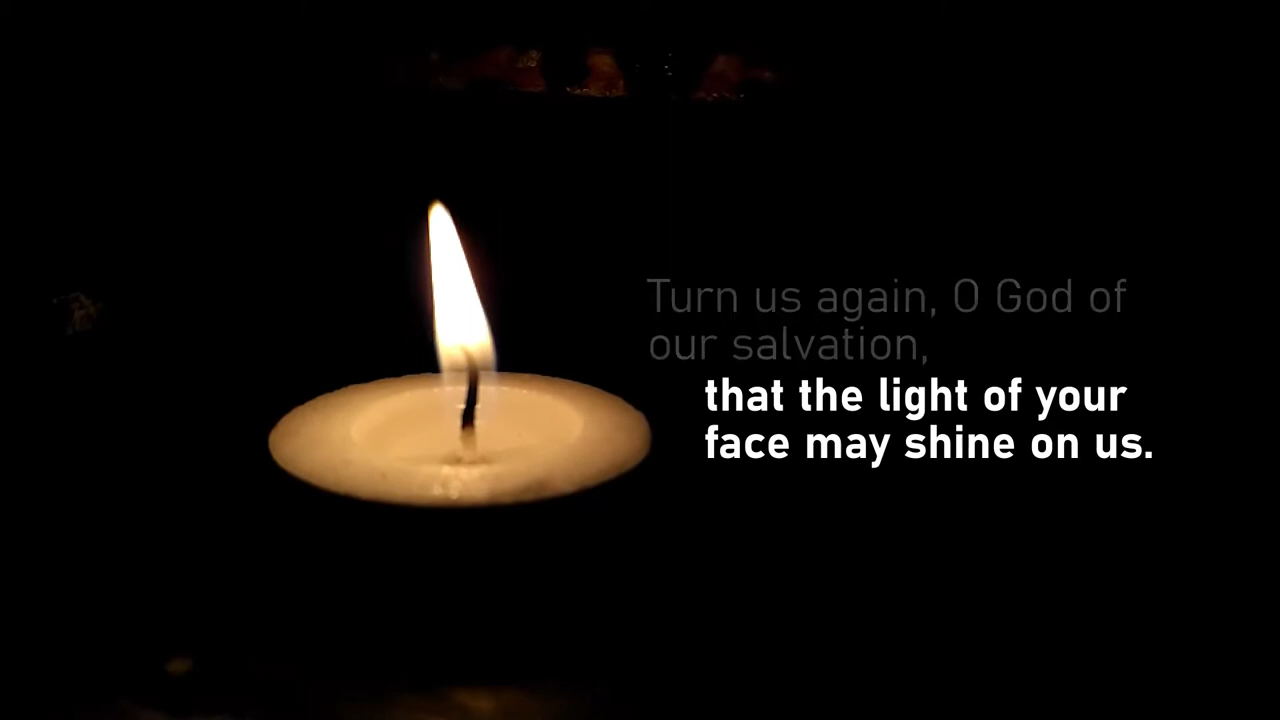 Turn us again, O God of
our salvation,
that the light of your
face may shine on us.